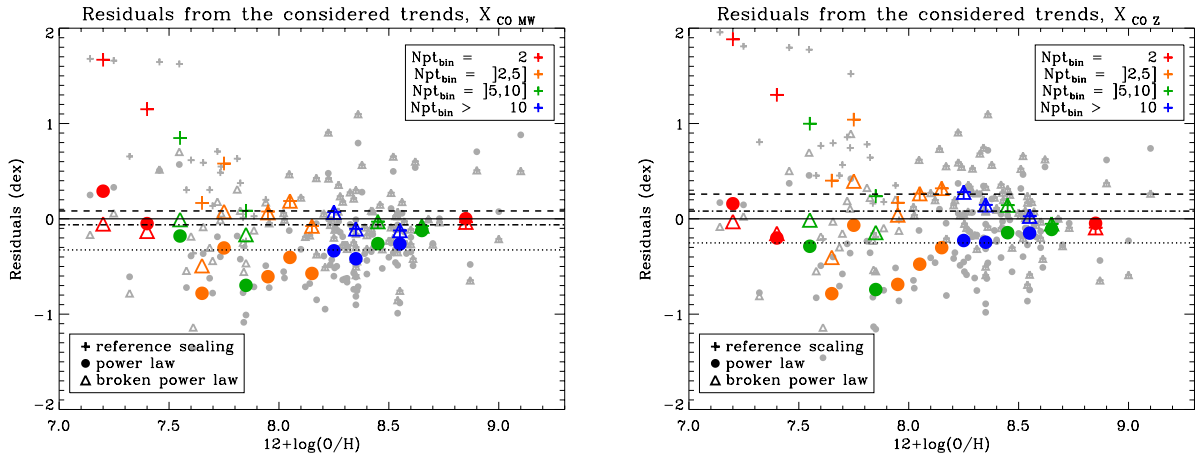 Residuals from the considered trends, X CO MW
2
1
0
-1
-2
Residuals (dex)
Npt bin = 2
Npt bin = ]2,5]
Npt bin = ]5,10]
Npt bin > 10
reference scaling
power law
broken power law
7.0 7.5 8.0 8.5 9.0
12+log(O/H)
Residuals from the considered trends, X CO Z
2
1
0
-1
-2
Residuals (dex)
Npt bin = 2
Npt bin = ]2,5]
Npt bin = ]5,10]
Npt bin > 10
reference scaling
power law
broken power law
7.0 7.5 8.0 8.5 9.0
12+log(O/H)